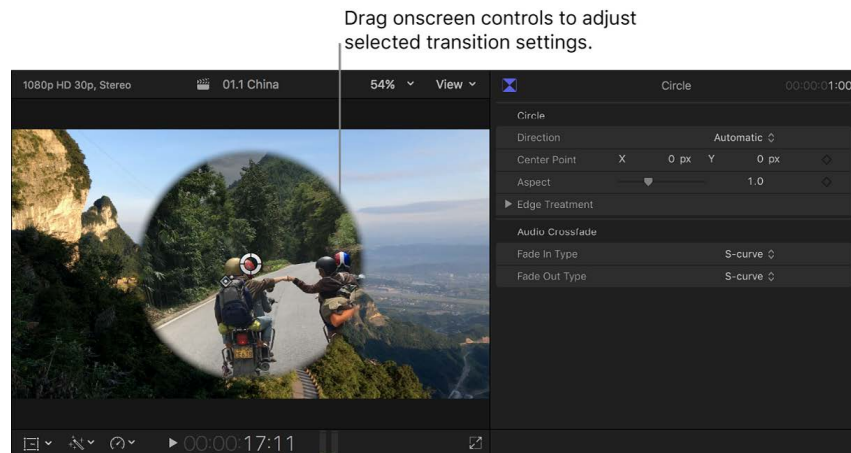 Drag onscreen controls to adjust
selected transition settings.
1080p HD 30p, Stereo 01.1 China 54% View
Circle 00:00:01:00
Circle
Direction Automatic
Center Point X 0 px Y 0 px
Aspect 1.0
Edge Treatment
Audio Crossfade
Fade In Type S-curve
Fade Out Type S-curve
00:00:17:11